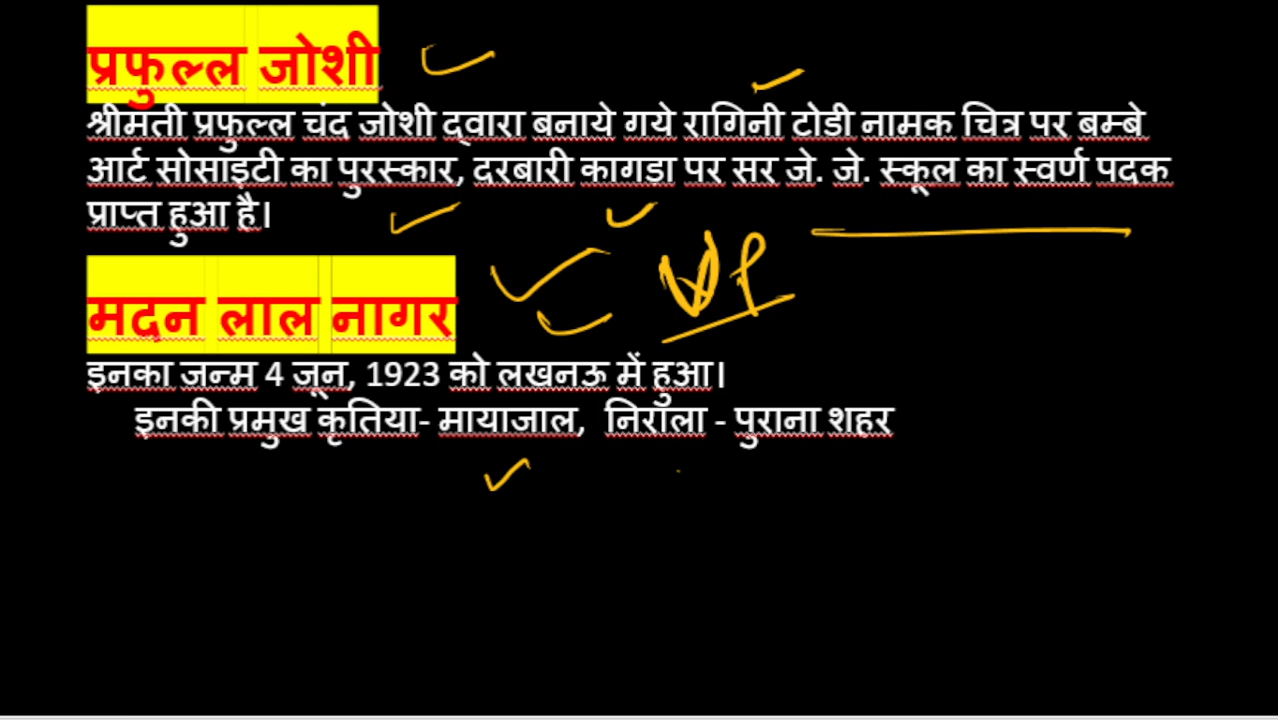 प्रफुल्ल जोशी
श्रीमती प्रफुल्ल चंद जोशी द्वारा बनाये गये रागिनी टोडी नामक चित्र पर बम्बे
आर्ट सोसाइटी का पुरस्कार, दरबारी कागडा पर सर जे. जे. स्कूल का स्वर्ण पदक
प्राप्त हुआ है।
मदन लाल नागर
इनका जन्म 4 जून, 1923 को लखनऊ में हुआ।
इनकी प्रमुख कृतिया- मायाजाल, निराला - पुराना शहर